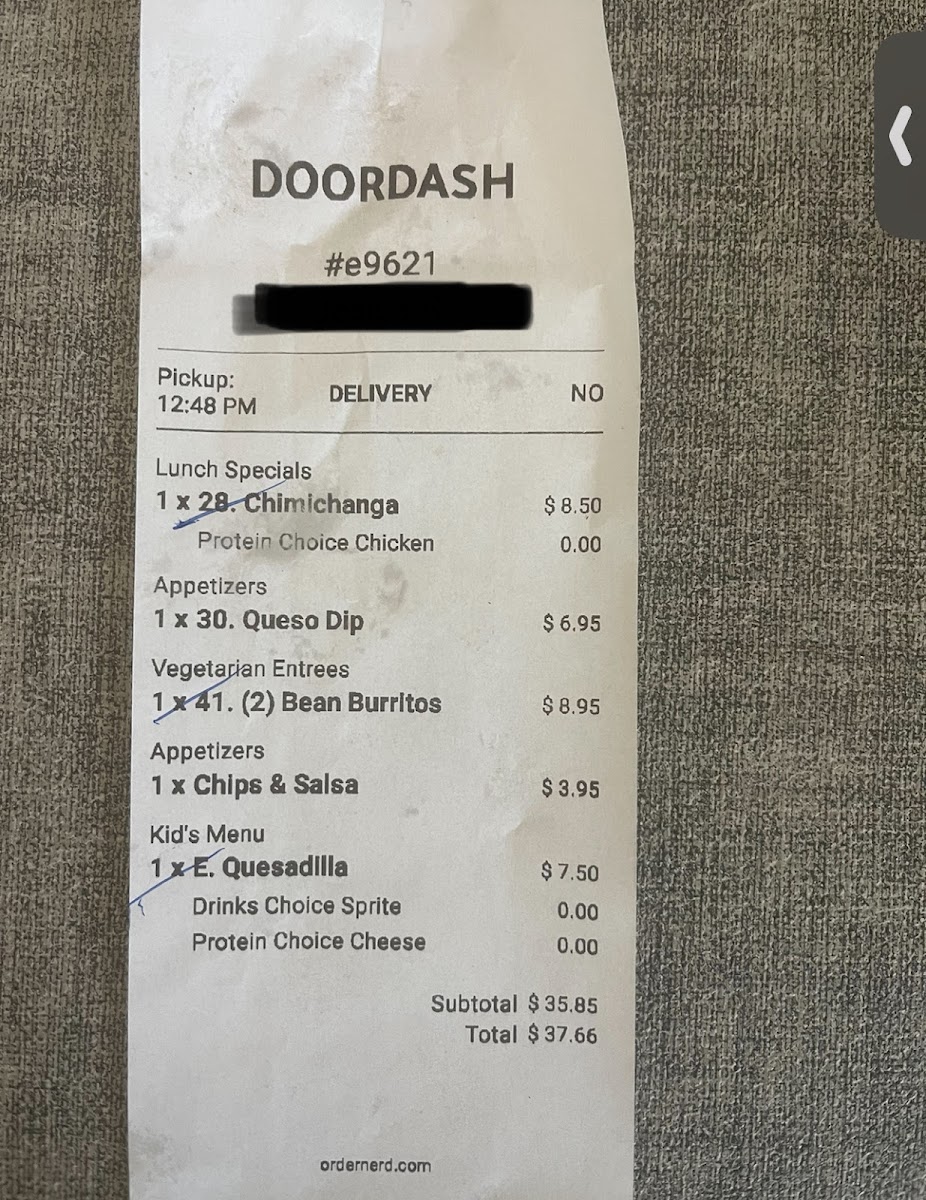 DOORDASH
#e9621
Pickup:
12:48 PM DELIVERY NO
Lunch Specials
1 x 28. Chimichanga $ 8.50
Protein Choice Chicken 0.00
Appetizers
1 x 30. Queso Dip $ 6.95
Vegetarian Entrees
1 x 41. (2) Bean Burritos $ 8.95
Appetizers
1 x Chips & Salsa $ 3.95
Kid's Menu
1 x E. Quesadilla $ 7.50
Drinks Choice Sprite 0.00
Protein Choice Cheese 0.00
Subtotal $ 35.85
Total $ 37.66
ordernerd.com